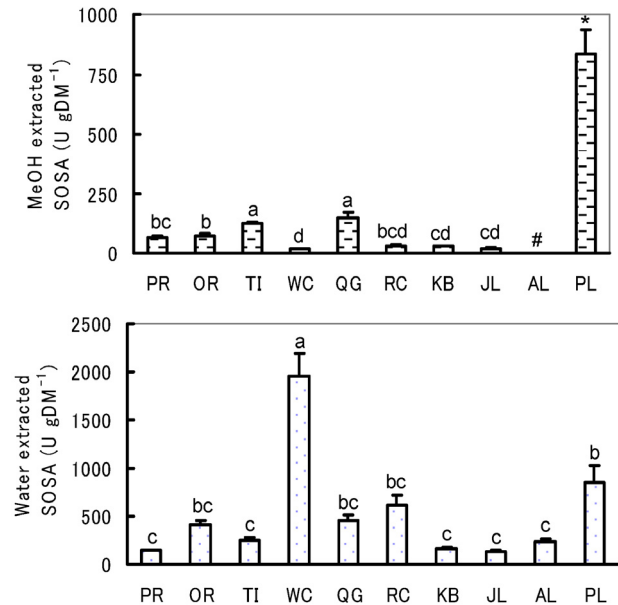 MeOH extracted
SOSA (U gDM⁻¹)
1000
750
500
250
0
bc
b
a
d
a
bcd
cd
cd
#
*
PR OR TI WC QG RC KB JL AL PL
Water extracted
SOSA (U gDM⁻¹)
2500
2000
1500
1000
500
0
c
bc
c
a
bc
bc
c
c
c
b
PR OR TI WC QG RC KB JL AL PL